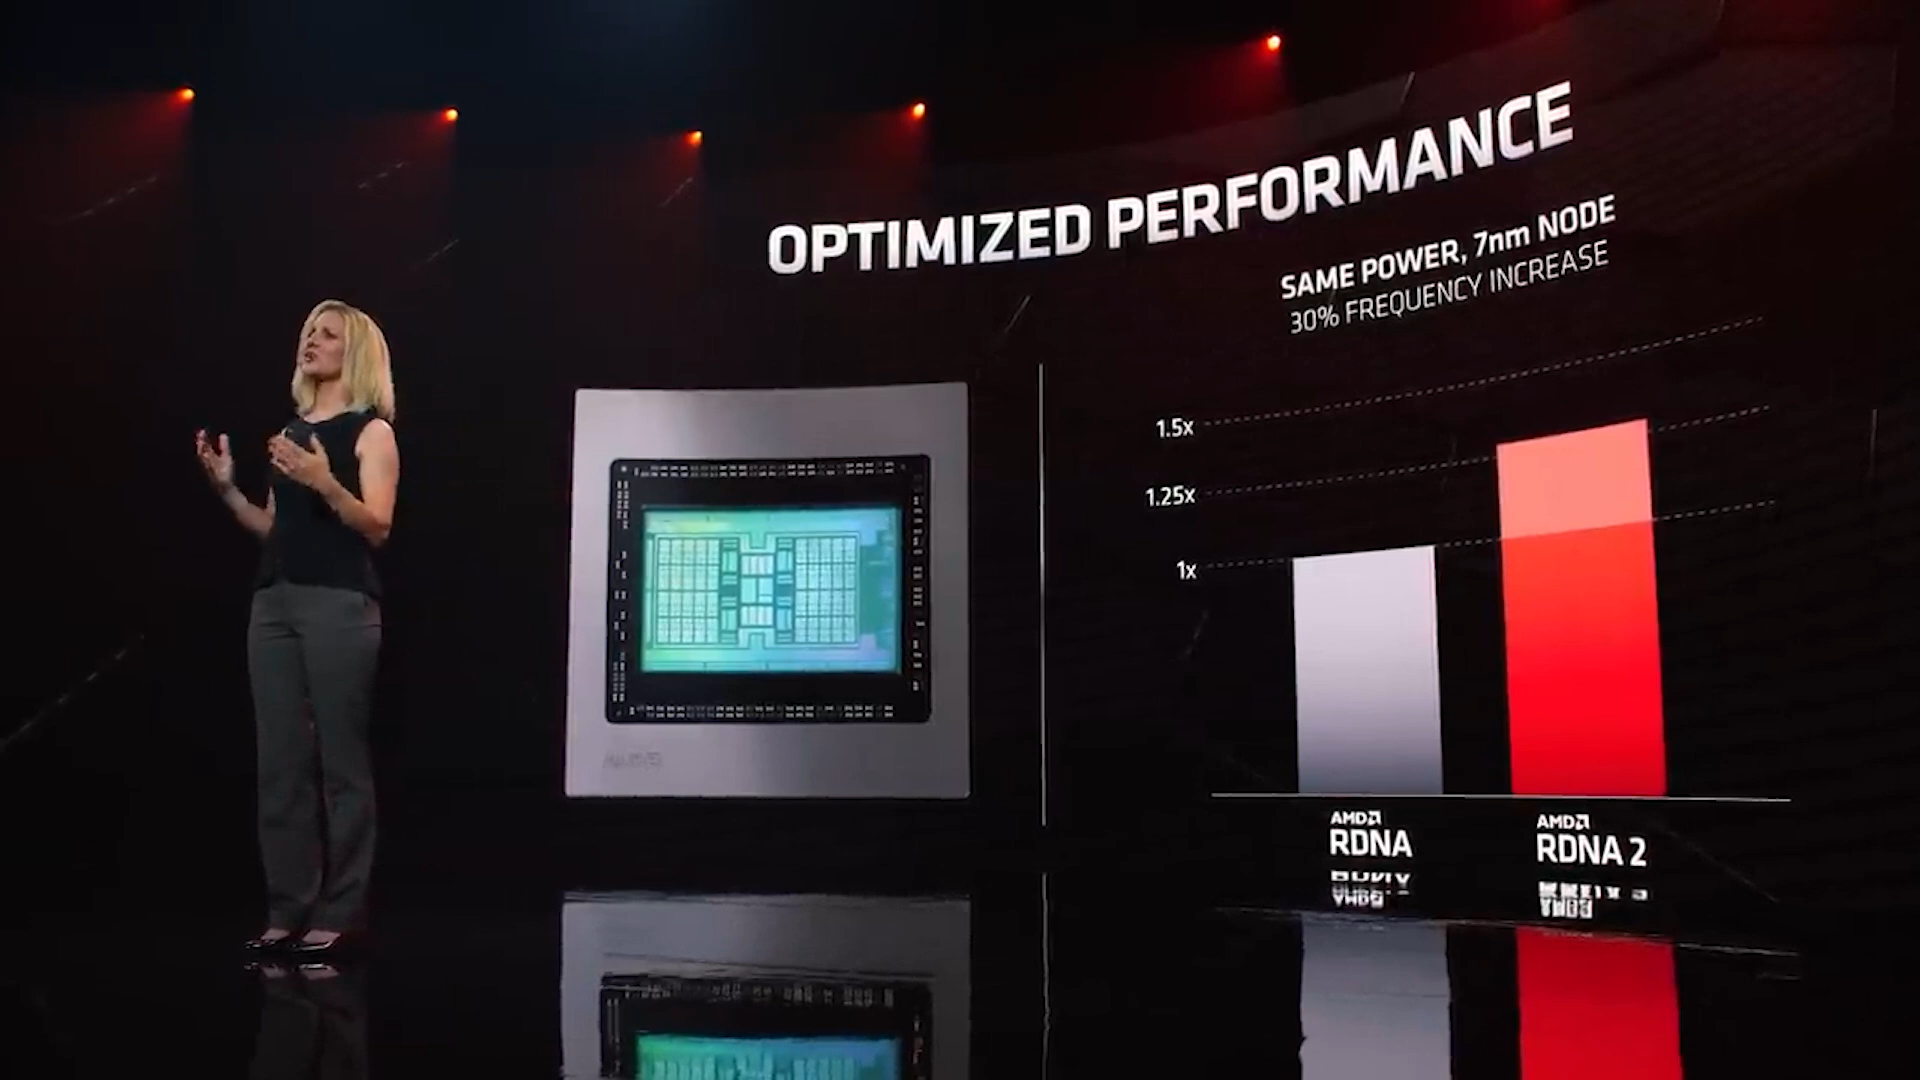 OPTIMIZED PERFORMANCE
SAME POWER, 7nm NODE
30% FREQUENCY INCREASE
1.5x
1.25x
1x
AMD
RDNA
AMD
RDNA 2
AMD